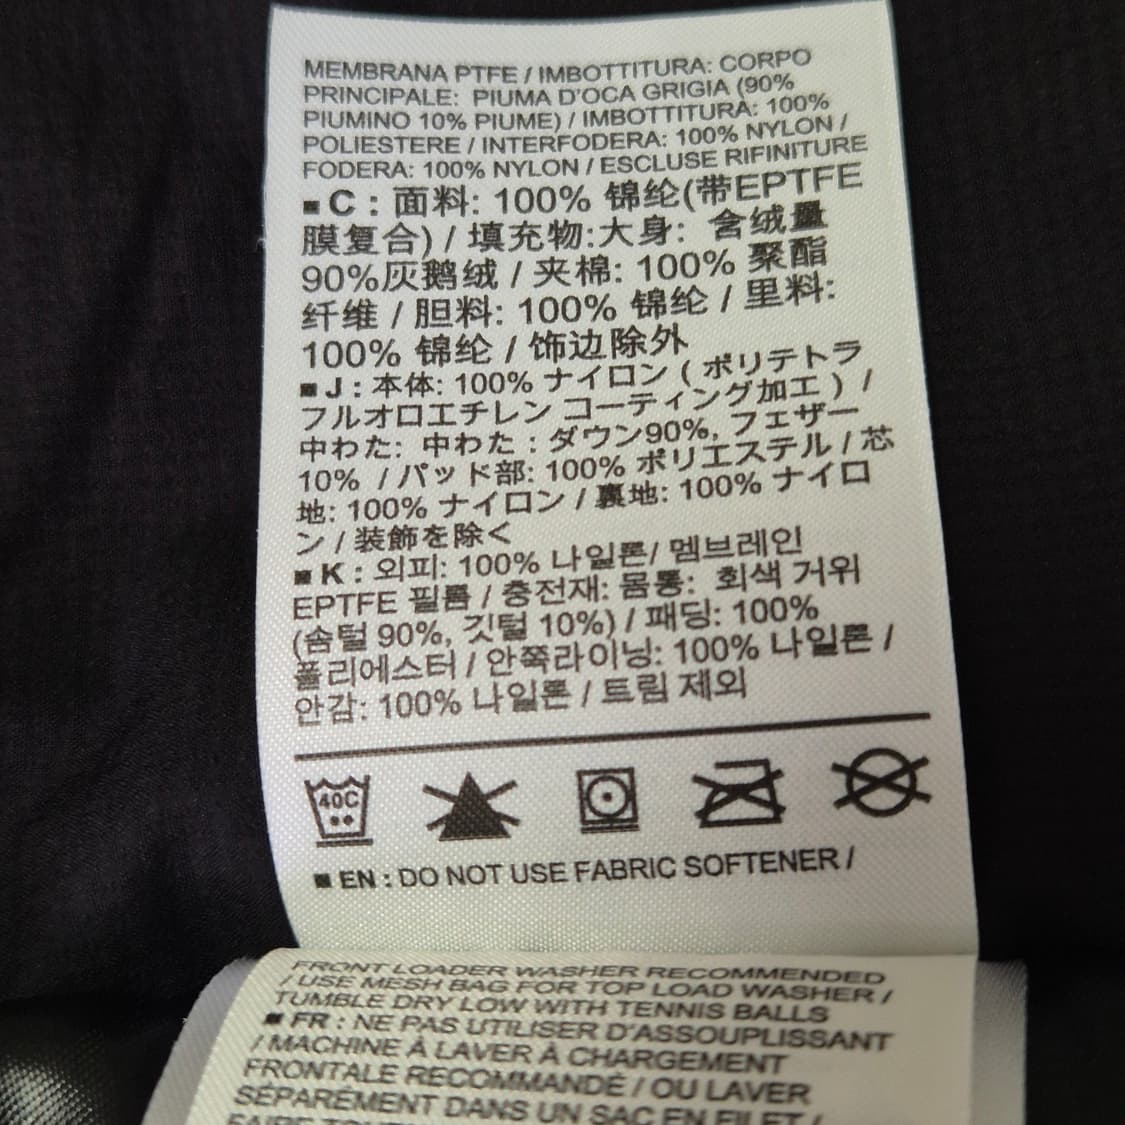 MEMBRANA PTFE / IMBOTTITURA: CORPO
PRINCIPALE: PIUMA D'OCA GRIGIA (90%
PIUMINO 10% PIUME) / IMBOTTITURA: 100%
POLIESTERE / INTERFODERA: 100% NYLON /
FODERA: 100% NYLON / ESCLUSE RIFINITURE
■ C : 面料: 100% 锦纶(带EPTFE
膜复合) / 填充物:大身: 含绒量
90%灰鹅绒 / 夹棉: 100% 聚酯
纤维 / 胆料: 100% 锦纶 / 里料:
100% 锦纶 / 饰边除外
■ J : 本体: 100% ナイロン ( ポリテトラ
フルオロエチレン コーティング加工 ) /
中わた: 中わた : ダウン90%, フェザー
10% / パッド部: 100% ポリエステル / 芯
地: 100% ナイロン / 裏地: 100% ナイロ
ン / 装飾を除く
■ K : 외피: 100% 나일론/ 멤브레인
EPTFE 필름 / 충전재: 몸통: 회색 거위
(솜털 90%, 깃털 10%) / 패딩: 100%
폴리에스터 / 안쪽라이닝: 100% 나일론 /
안감: 100% 나일론 / 트림 제외
40C
■ EN : DO NOT USE FABRIC SOFTENER /
FRONT LOADER WASHER RECOMMENDED
/ USE MESH BAG FOR TOP LOAD WASHER /
TUMBLE DRY LOW WITH TENNIS BALLS
■ FR : NE PAS UTILISER D'ASSOUPLISSANT
/ MACHINE À LAVER À CHARGEMENT
FRONTALE RECOMMANDÉ / OU LAVER
SÉPARÉMENT DANS UN SAC EN FILET /